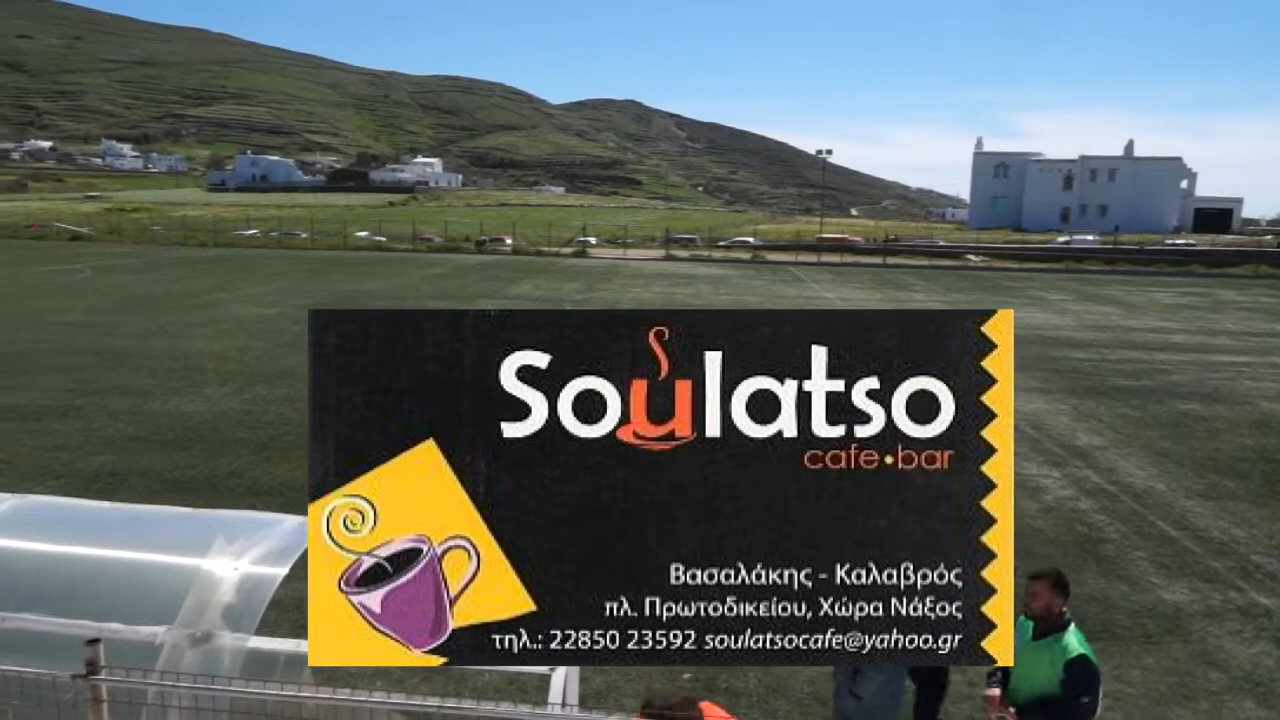 Soulatso
cafe•bar
Βασαλάκης - Καλαβρός
πλ. Πρωτοδικείου, Χώρα Νάξος
τηλ.: 22850 23592 soulatsocafe@yahoo.gr